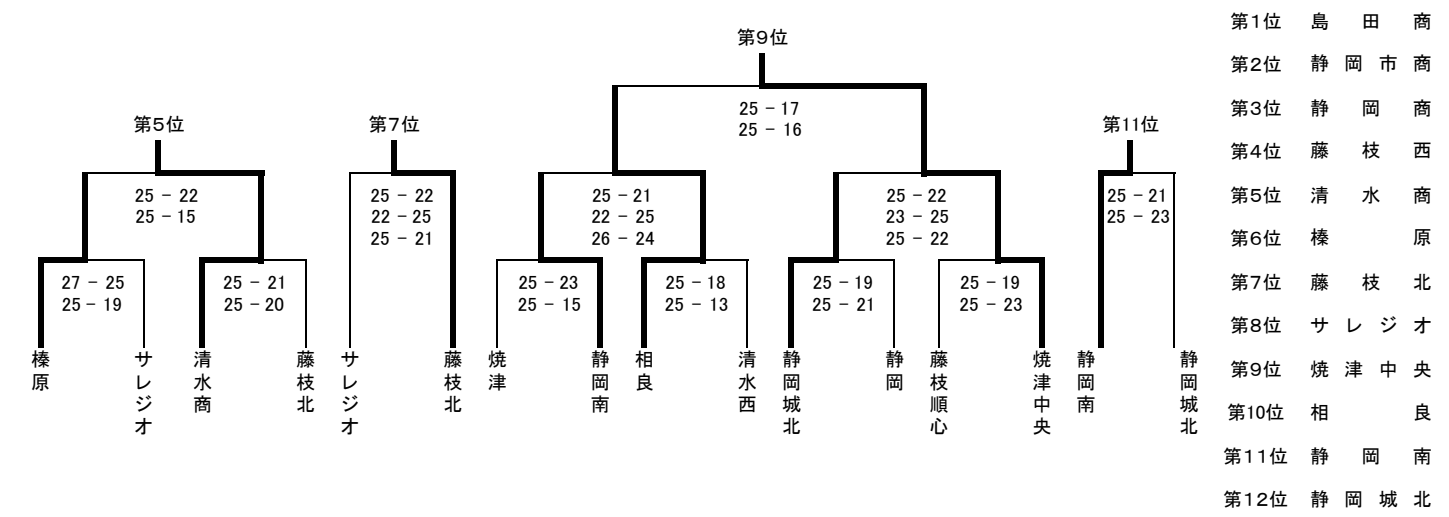 第5位
25 - 22
25 - 15
27 - 25
25 - 19
25 - 21
25 - 20
榛原
サレジオ
清水商
藤枝北
第7位
25 - 22
22 - 25
25 - 21
サレジオ
藤枝北
第9位
25 - 17
25 - 16
25 - 21
22 - 25
26 - 24
25 - 22
23 - 25
25 - 22
25 - 23
25 - 15
25 - 18
25 - 13
25 - 19
25 - 21
25 - 19
25 - 23
焼津
静岡南
相良
清水西
静岡城北
静岡
藤枝順心
焼津中央
第11位
25 - 21
25 - 23
静岡南
静岡城北
第1位 島田商
第2位 静岡市商
第3位 静岡商
第4位 藤枝西
第5位 清水商
第6位 榛原
第7位 藤枝北
第8位 サレジオ
第9位 焼津中央
第10位 相良
第11位 静岡南
第12位 静岡城北